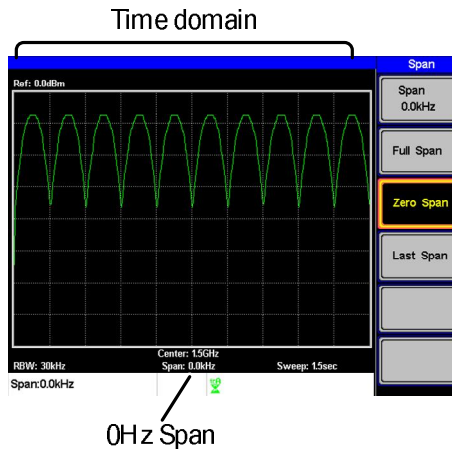 Time domain
Span
Ref: 0.0dBm
Span
0.0kHz
Full Span
Zero Span
Last Span
Center: 1.5GHz
RBW: 30kHz
Span: 0.0kHz
Sweep: 1.5sec
Span:0.0kHz
0Hz Span